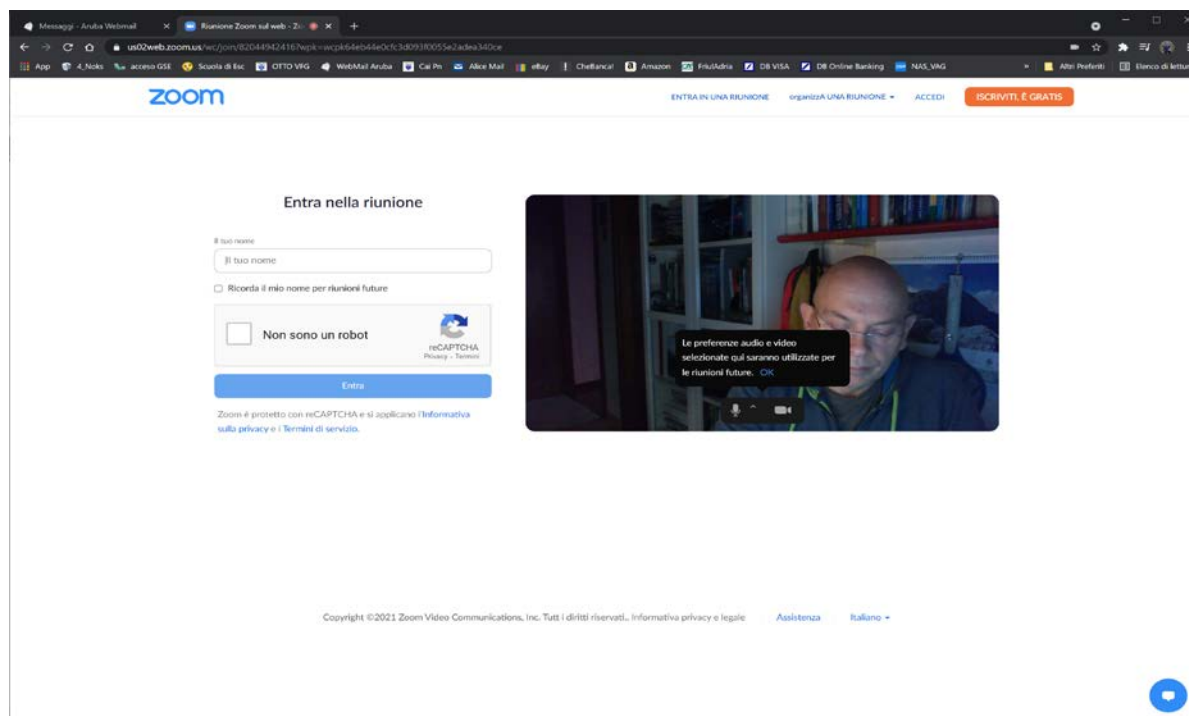 Messaggi - Aruba Webmail
Riunione Zoom sul web - Zo
us02web.zoom.us/wc/join/82044942416?wpk=wcpk64eb44e0cfc3d093f0055e2adea340ce
App
4_Noks
acceso GSE
Scuola di Esc
OTTO VFG
WebMail Aruba
Cai Pn
Alice Mail
eBay
CheBanca!
Amazon
FriulAdria
DB VISA
DB Online Banking
NAS_VAG
»
Altri Preferiti
Elenco di lettur
zoom
ENTRA IN UNA RIUNIONE
organizzA UNA RIUNIONE
ACCEDI
ISCRIVITI, È GRATIS
Entra nella riunione
Il tuo nome
Il tuo nome
Ricorda il mio nome per riunioni future
Non sono un robot
reCAPTCHA
Privacy - Termini
Entra
Zoom è protetto con reCAPTCHA e si applicano l'Informativa
sulla privacy e i Termini di servizio.
Le preferenze audio e video
selezionate qui saranno utilizzate per
le riunioni future. OK
Copyright ©2021 Zoom Video Communications, Inc. Tutt i diritti riservati., Informativa privacy e legale
Assistenza
Italiano